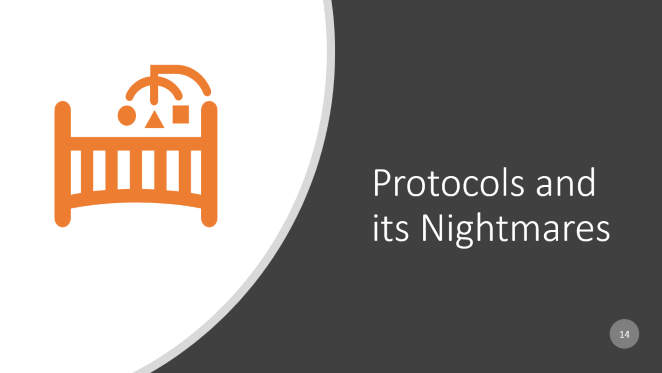 Protocols and
its Nightmares
14